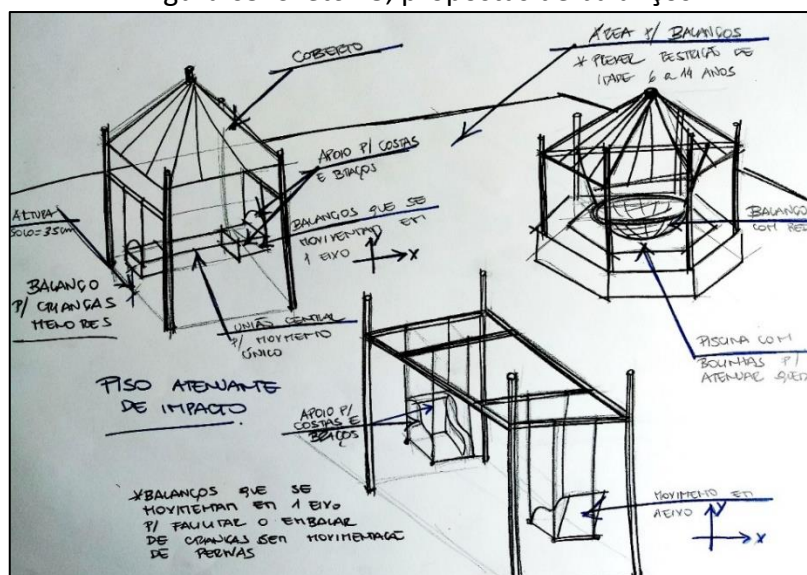 COBERTO
ÁREA P/ BALANÇOS
* PREVER RESTRIÇÃO DE
IDADE 6 a 14 ANOS
APOIO P/ COSTAS
E BRAÇOS
ALTURA
SOLO=35cm
BALANÇOS QUE SE
MOVIMENTAM EM
1 EIXO
Y
X
BALANÇO
P/ CRIANÇAS
MENORES
UNIÃO CENTRAL
P/ MOVIMENTO
ÚNICO
BALANÇO
COM REDE
PISCINA COM
BOLINHAS P/
ATENUAR
PISO ATENUANTE
DE IMPACTO
APOIO P/
COSTAS E
BRAÇOS
* BALANÇOS QUE SE
MOVIMENTAM EM 1 EIXO
P/ FACILITAR O EMBALAR
DE CRIANÇAS SEM MOVIMENTAÇÃO
DE PERNAS
EIXO
Y
X